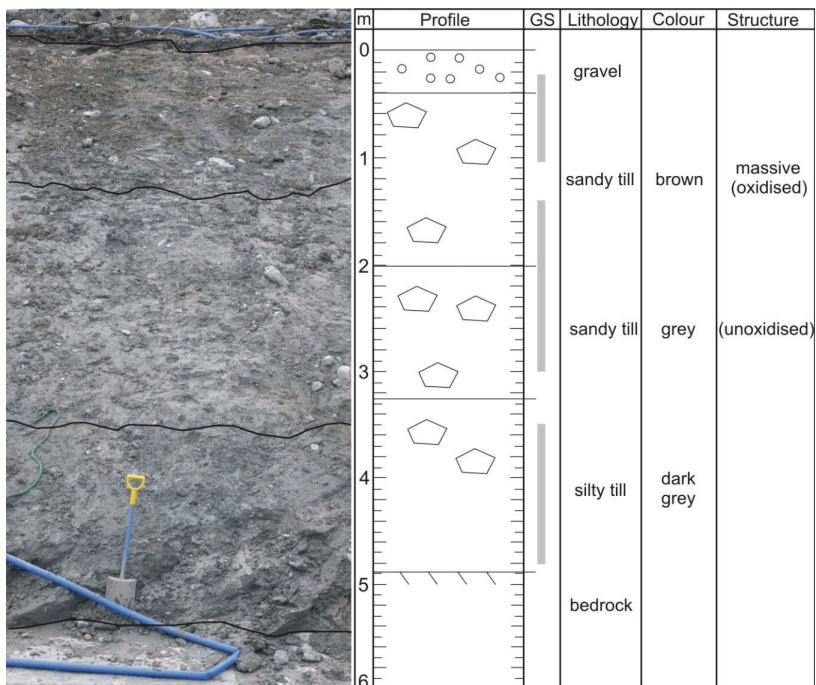 m Profile GS Lithology Colour Structure
0
gravel
1
sandy till brown massive
(oxidised)
2
sandy till grey (unoxidised)
3
4
silty till dark
grey
5
bedrock
6